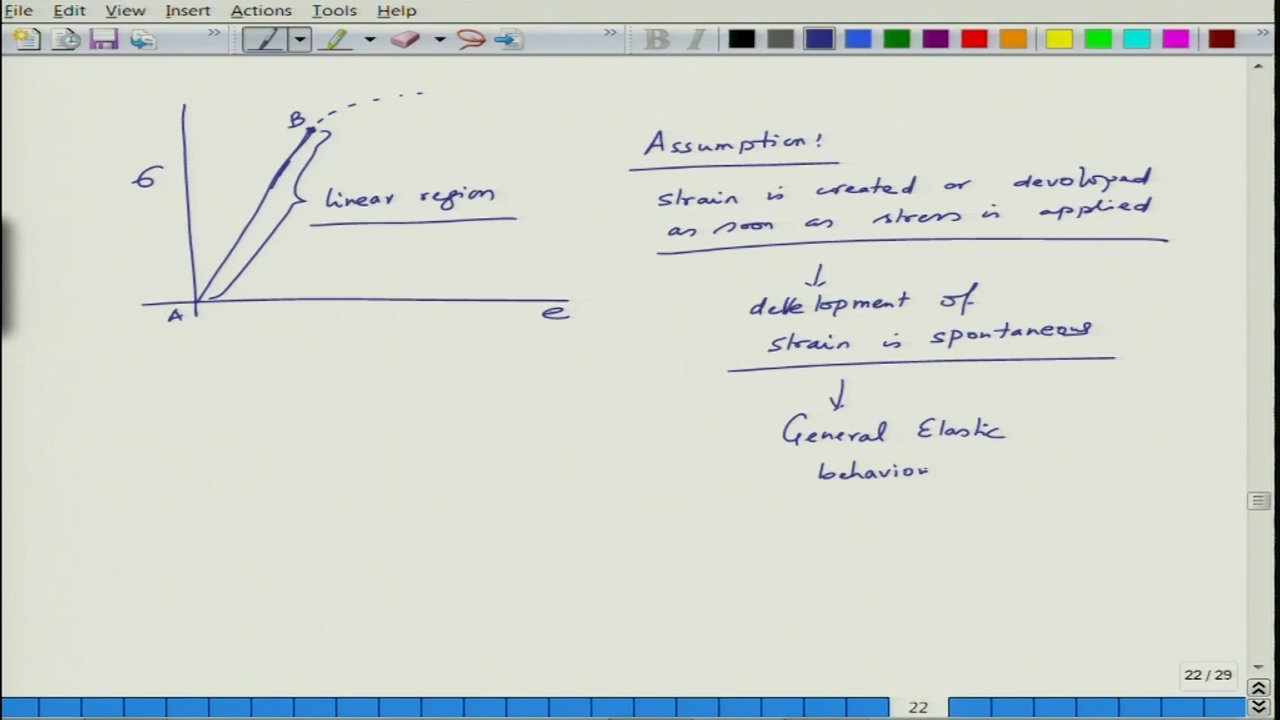 File Edit View Insert Actions Tools Help
B
σ
linear region
A
e
Assumption:
strain is created or developed
as soon as stress is applied
↓
development of
strain is spontaneous
↓
General Elastic
behavior
22 / 29
22